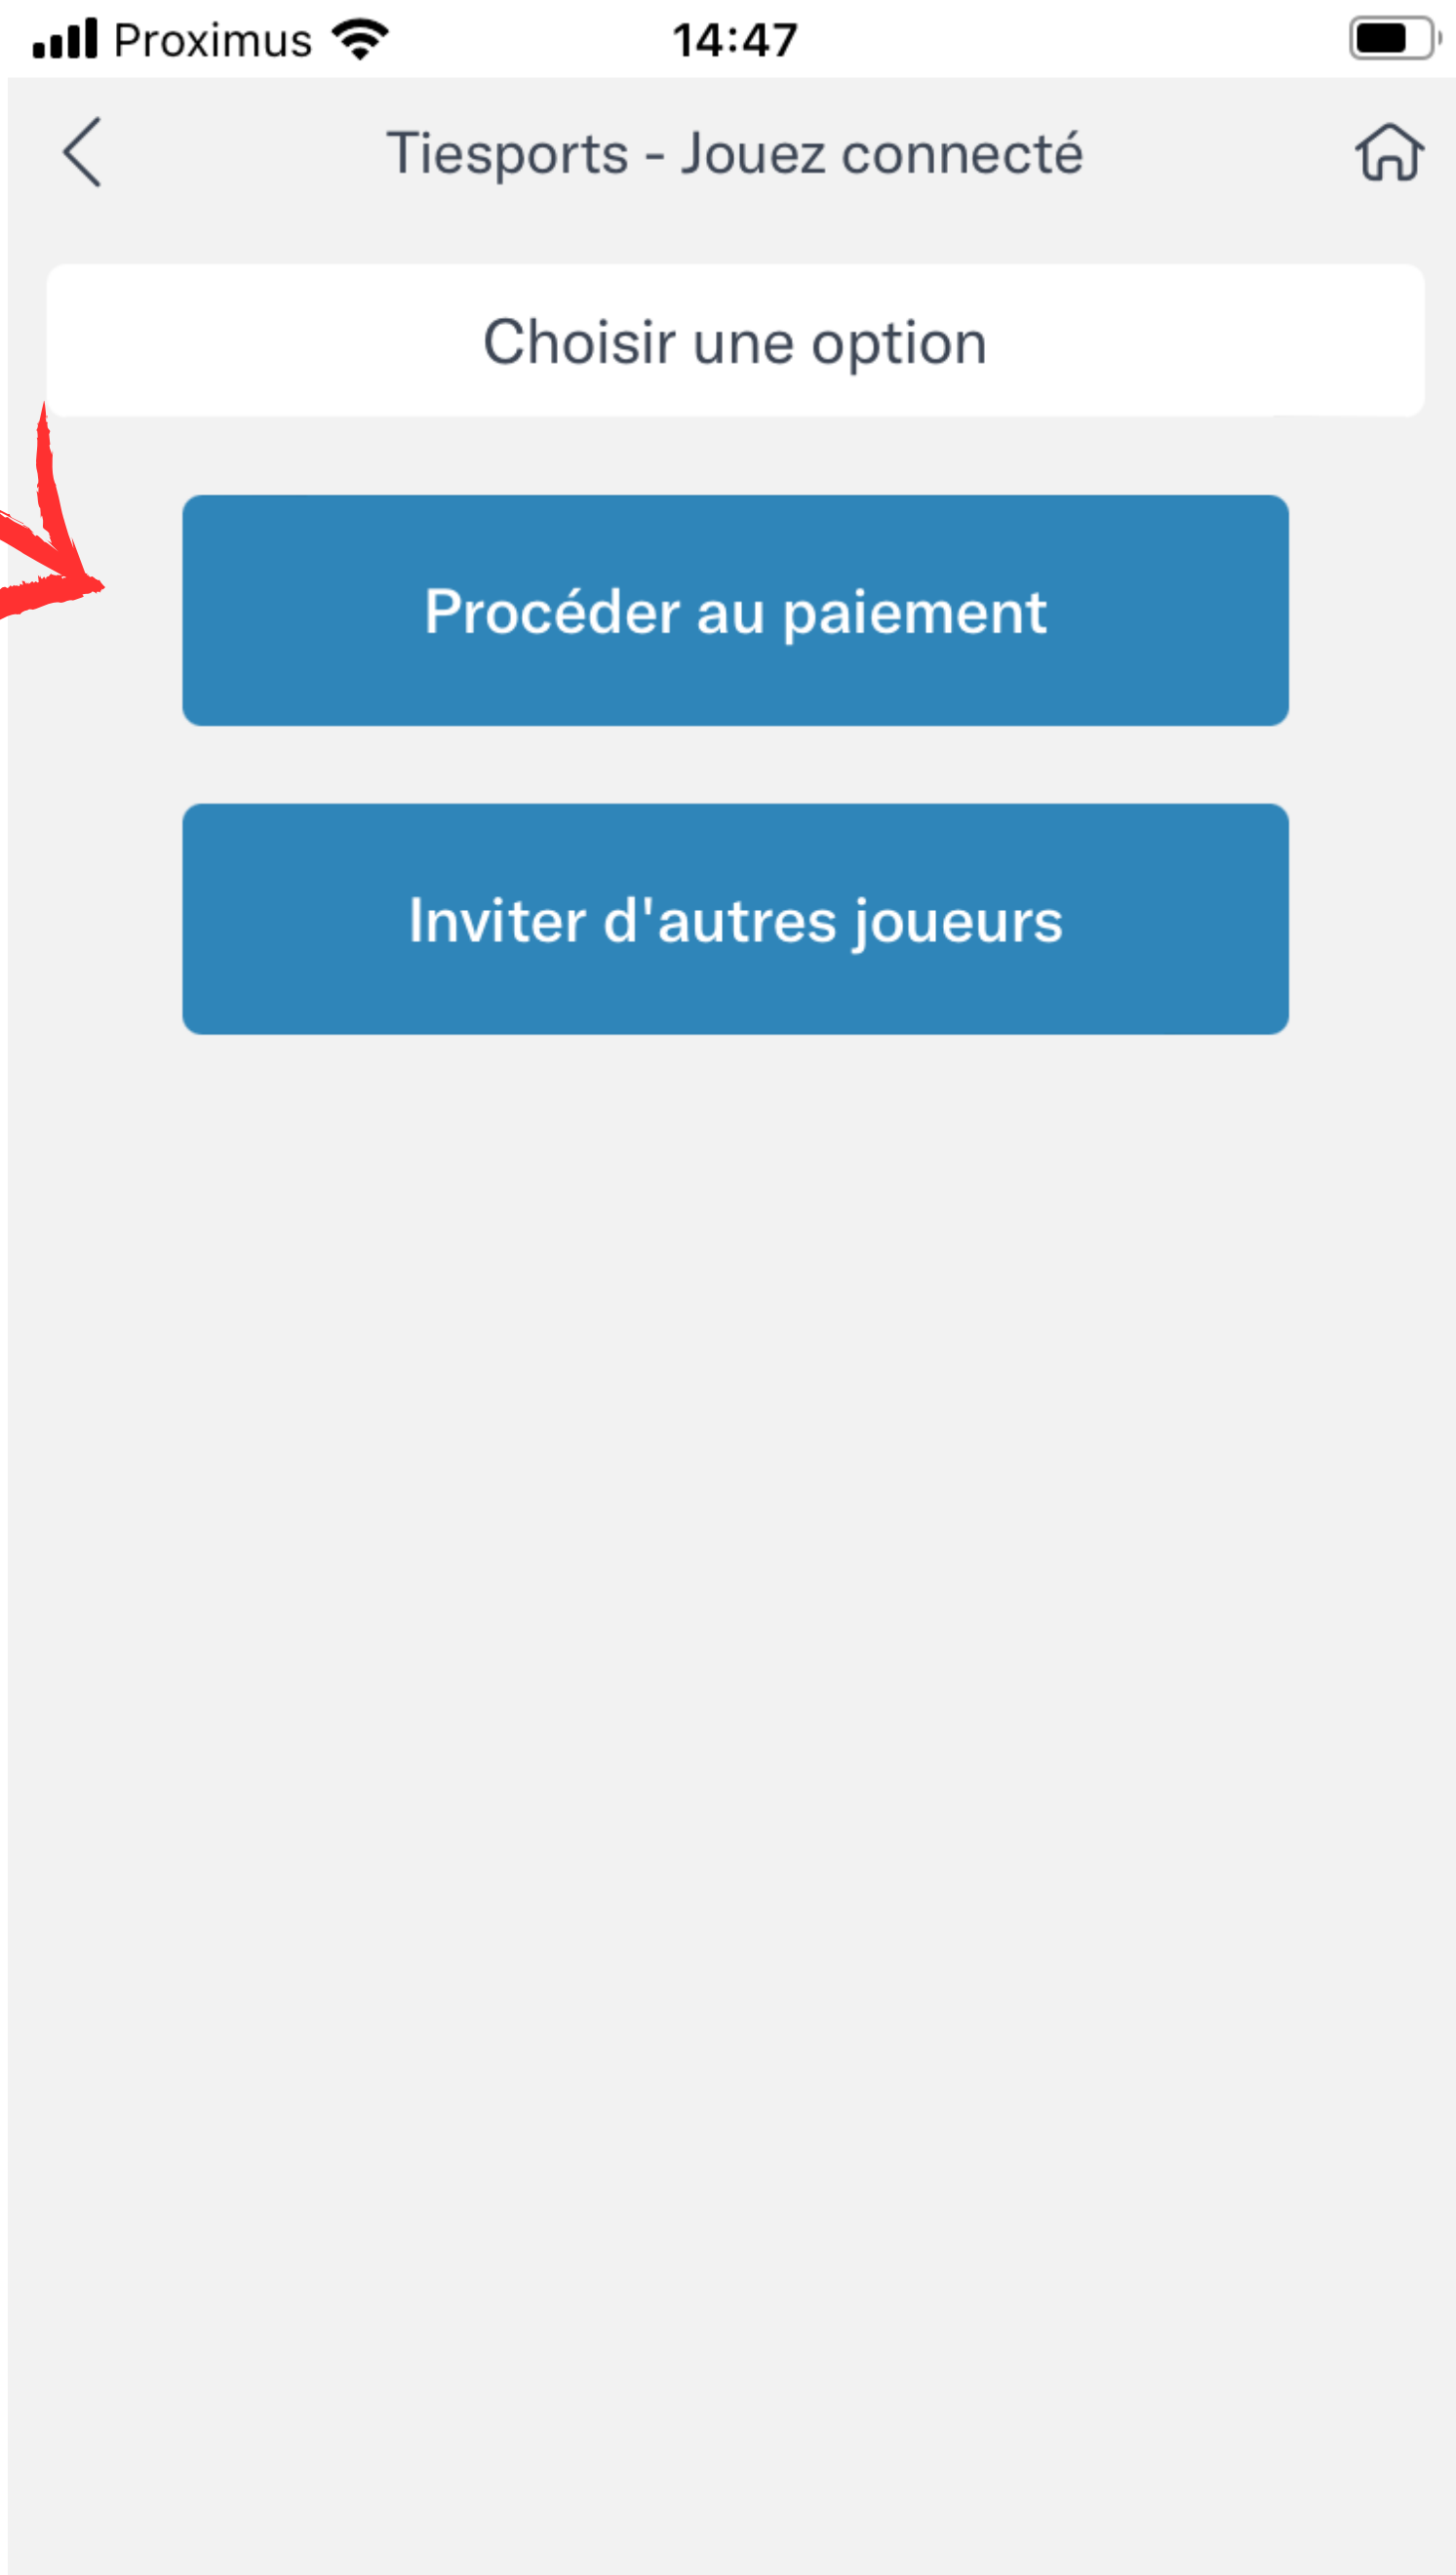 Proximus 14:47
Tiesports - Jouez connecté
Choisir une option
Procéder au paiement
Inviter d'autres joueurs